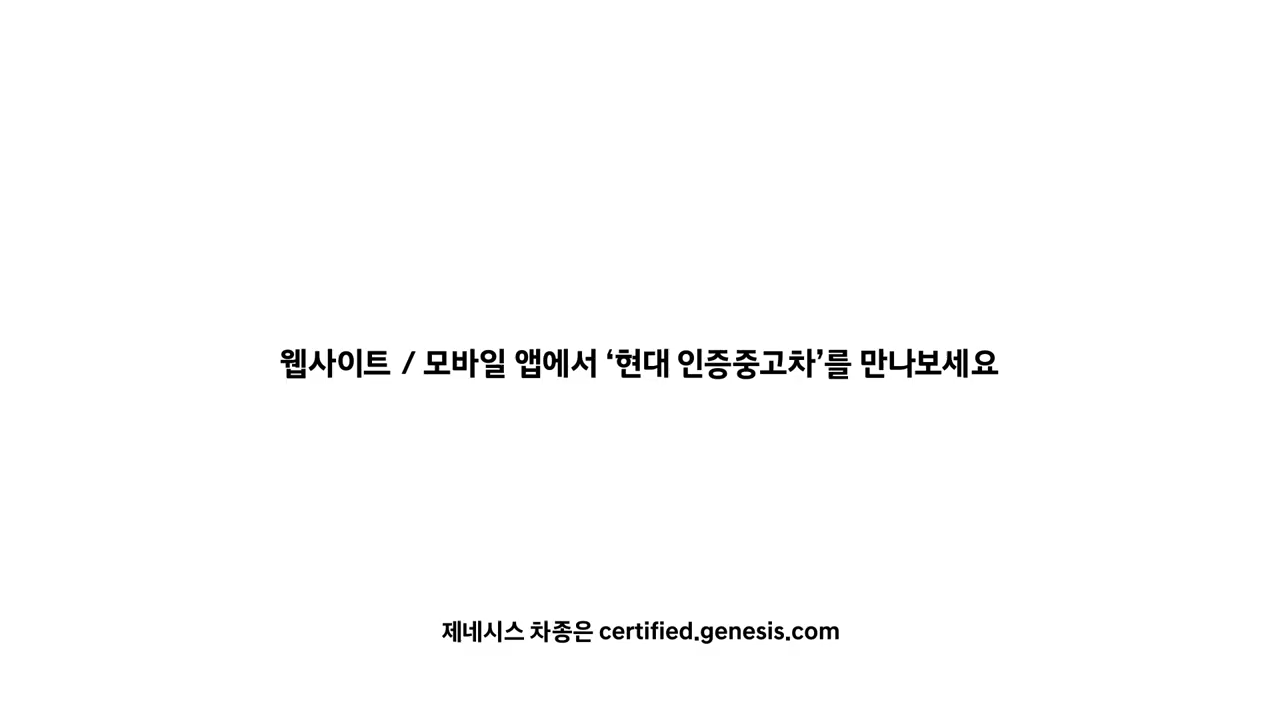 웹사이트 / 모바일 앱에서 ‘현대 인증중고차’를 만나보세요
제네시스 차종은 certified.genesis.com